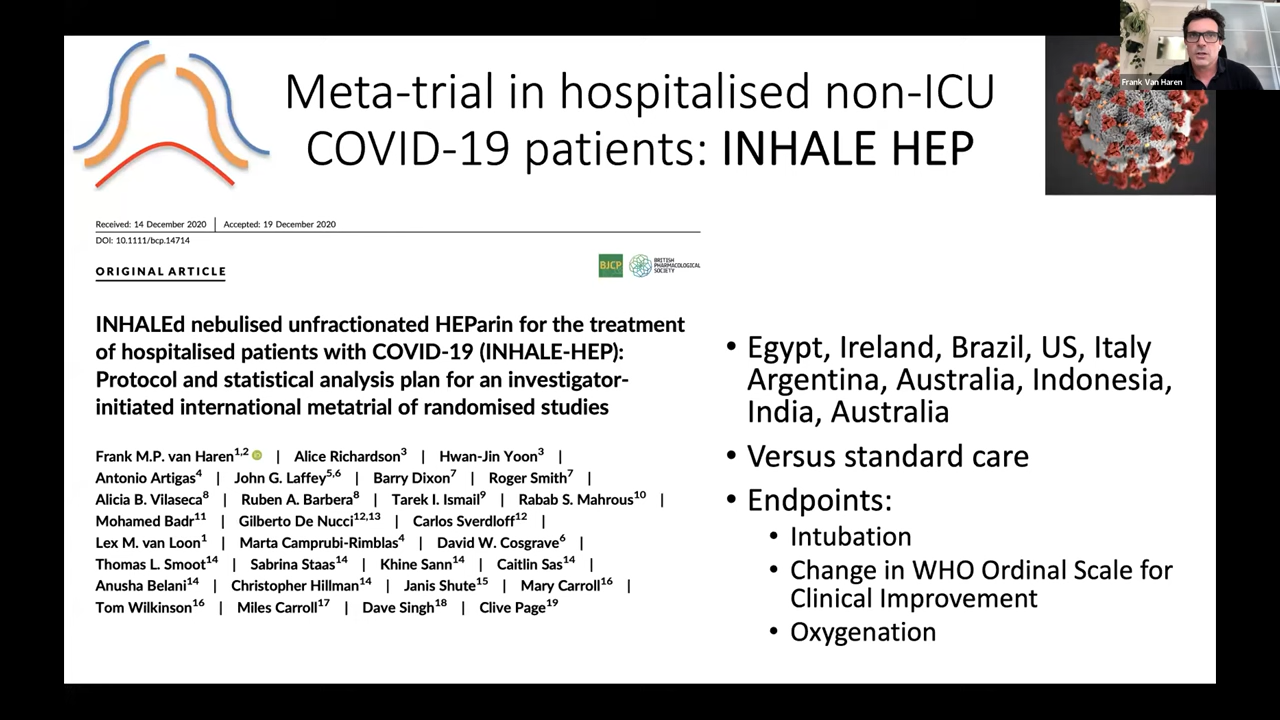 Frank Van Haren
Meta-trial in hospitalised non-ICU
COVID-19 patients: INHALE HEP
Received: 14 December 2020 | Accepted: 19 December 2020
DOI: 10.1111/bcp.14714
ORIGINAL ARTICLE
BJCP
BRITISH
PHARMACOLOGICAL
SOCIETY
INHALEd nebulised unfractionated HEParin for the treatment
of hospitalised patients with COVID-19 (INHALE-HEP):
Protocol and statistical analysis plan for an investigator-
initiated international metatrial of randomised studies
Frank M.P. van Haren1,2 | Alice Richardson3 | Hwan-Jin Yoon3 |
Antonio Artigas4 | John G. Laffey5,6 | Barry Dixon7 | Roger Smith7 |
Alicia B. Vilaseca8 | Ruben A. Barbera8 | Tarek I. Ismail9 | Rabab S. Mahrous10 |
Mohamed Badr11 | Gilberto De Nucci12,13 | Carlos Sverdloff12 |
Lex M. van Loon1 | Marta Camprubi-Rimblas4 | David W. Cosgrave6 |
Thomas L. Smoot14 | Sabrina Staas14 | Khine Sann14 | Caitlin Sas14 |
Anusha Belani14 | Christopher Hillman14 | Janis Shute15 | Mary Carroll16 |
Tom Wilkinson16 | Miles Carroll17 | Dave Singh18 | Clive Page19
• Egypt, Ireland, Brazil, US, Italy
Argentina, Australia, Indonesia,
India, Australia
• Versus standard care
• Endpoints:
• Intubation
• Change in WHO Ordinal Scale for
Clinical Improvement
• Oxygenation